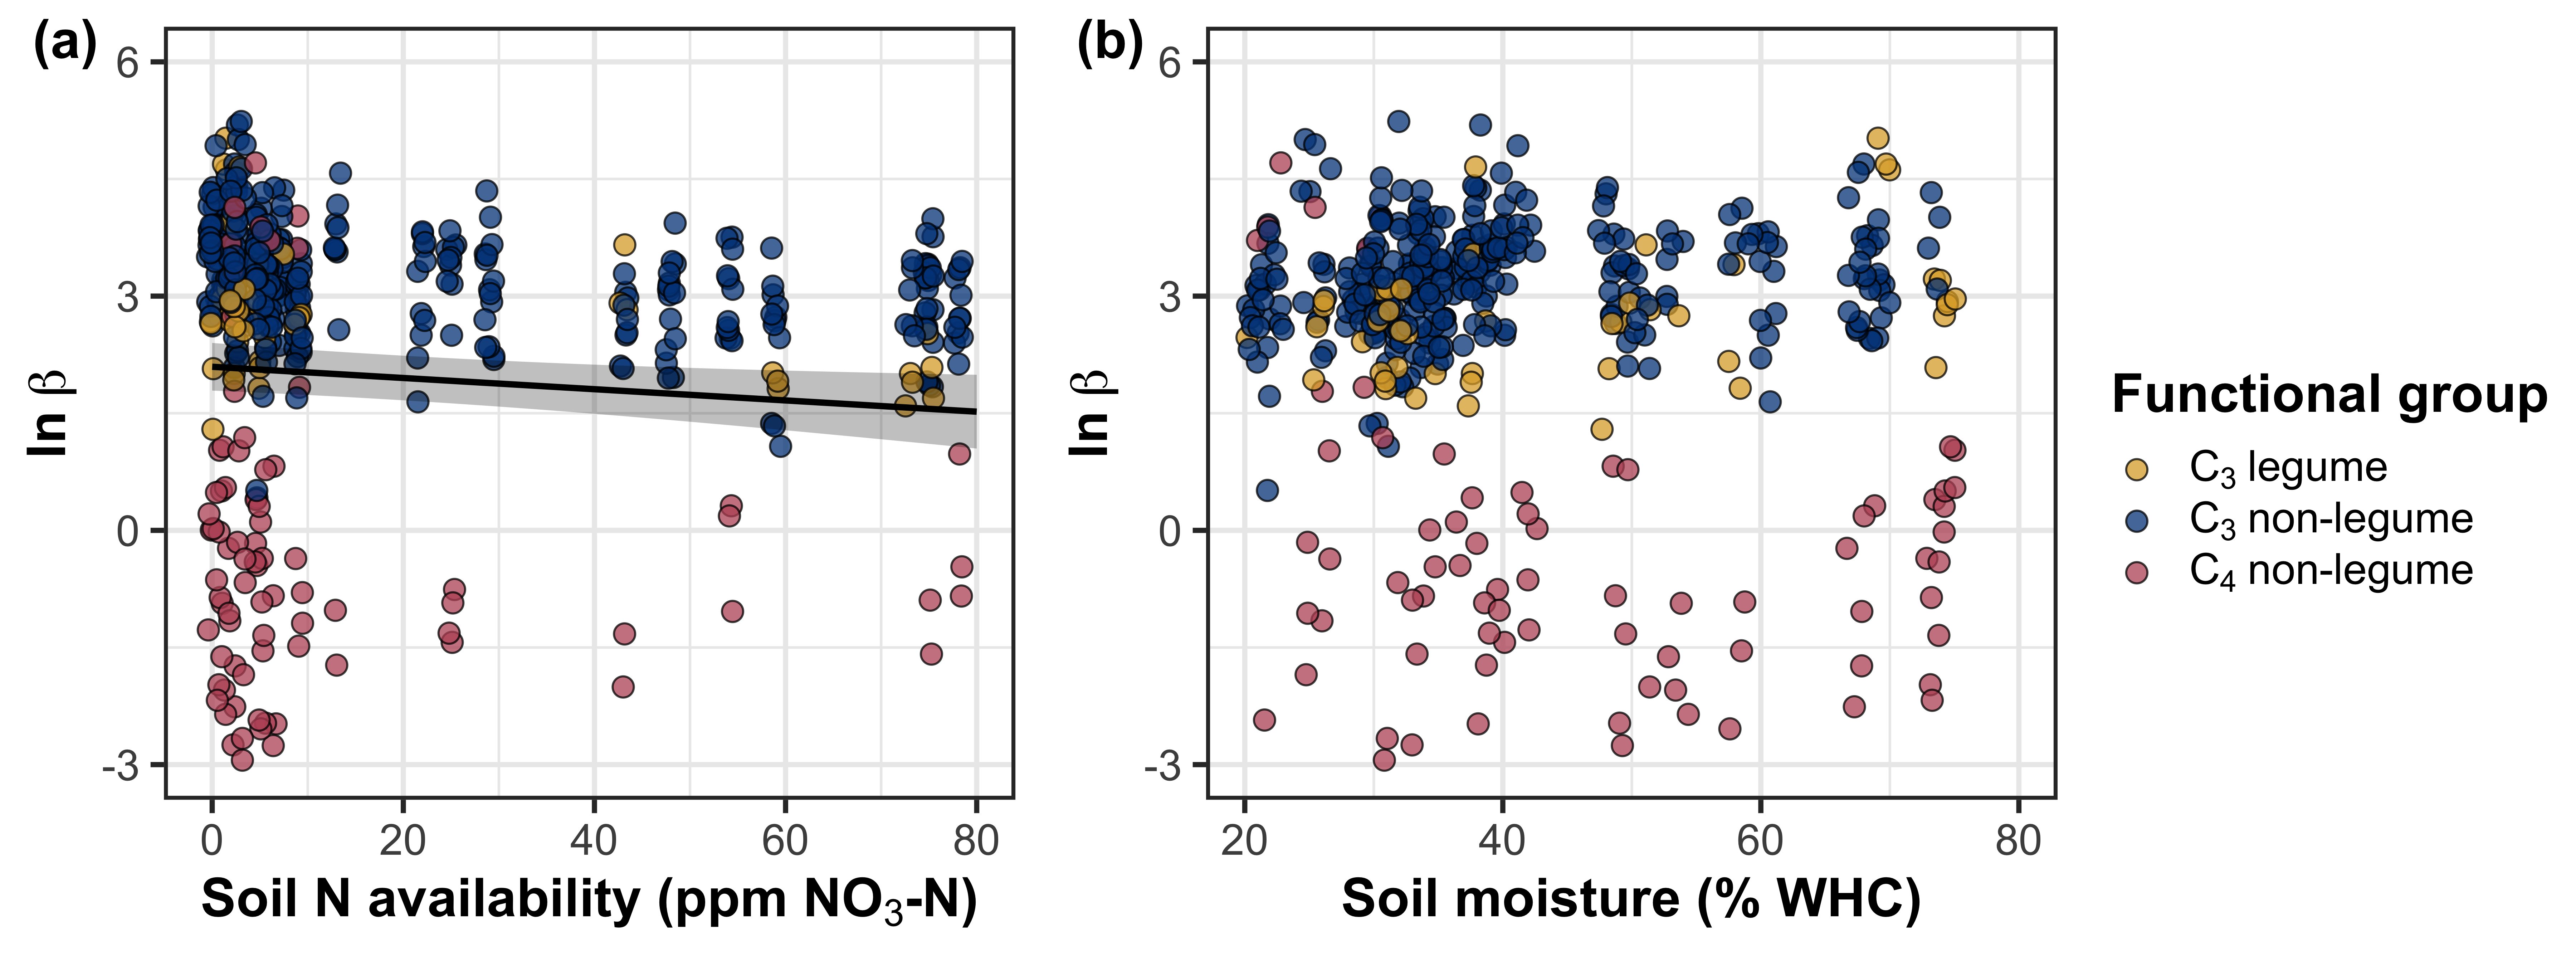 (a)
6
3
0
-3
ln β
0 20 40 60 80
Soil N availability (ppm NO₃-N)
(b)
6
3
0
-3
ln β
20 40 60 80
Soil moisture (% WHC)
Functional group
C₃ legume
C₃ non-legume
C₄ non-legume